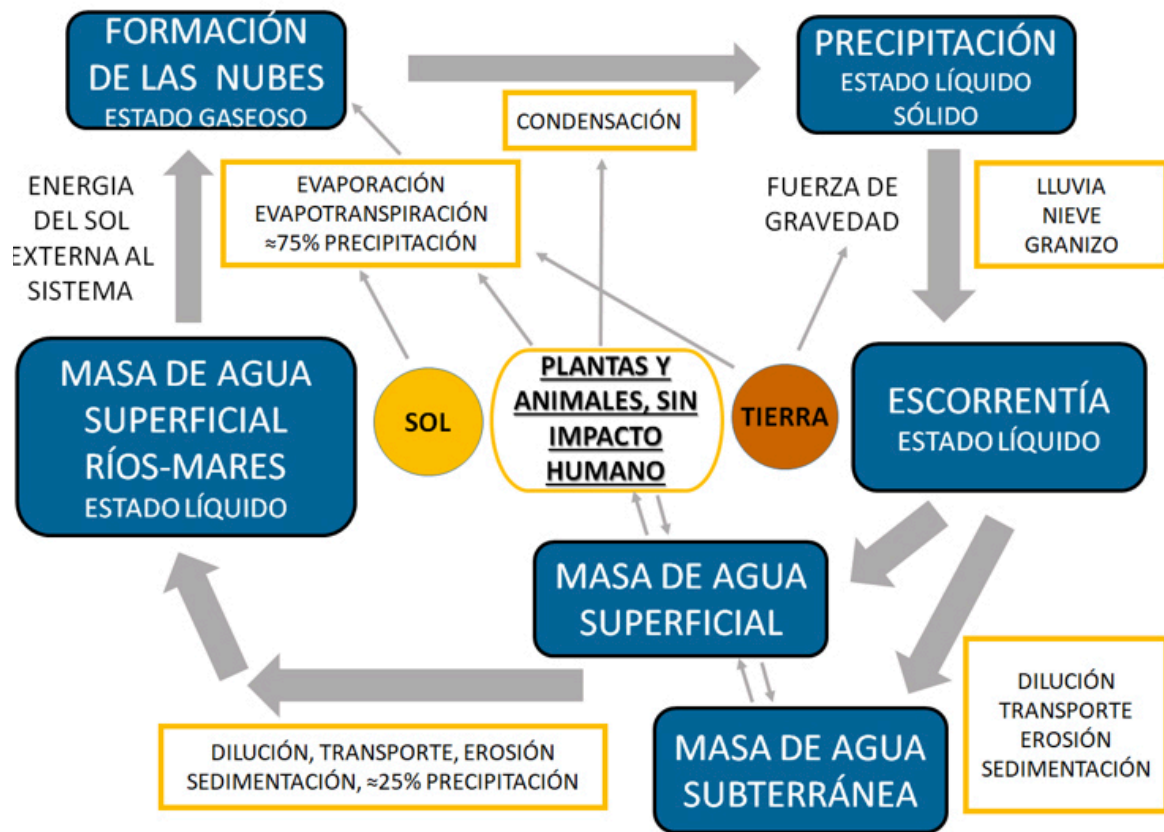 FORMACIÓN
DE LAS NUBES
ESTADO GASEOSO
PRECIPITACIÓN
ESTADO LÍQUIDO
SÓLIDO
CONDENSACIÓN
ENERGIA
DEL SOL
EXTERNA AL
SISTEMA
EVAPORACIÓN
EVAPOTRANSPIRACIÓN
≈75% PRECIPITACIÓN
FUERZA DE
GRAVEDAD
LLUVIA
NIEVE
GRANIZO
MASA DE AGUA
SUPERFICIAL
RÍOS-MARES
ESTADO LÍQUIDO
SOL
PLANTAS Y
ANIMALES, SIN
IMPACTO
HUMANO
TIERRA
ESCORRENTÍA
ESTADO LÍQUIDO
MASA DE AGUA
SUPERFICIAL
DILUCIÓN, TRANSPORTE, EROSIÓN
SEDIMENTACIÓN, ≈25% PRECIPITACIÓN
MASA DE AGUA
SUBTERRÁNEA
DILUCIÓN
TRANSPORTE
EROSIÓN
SEDIMENTACIÓN